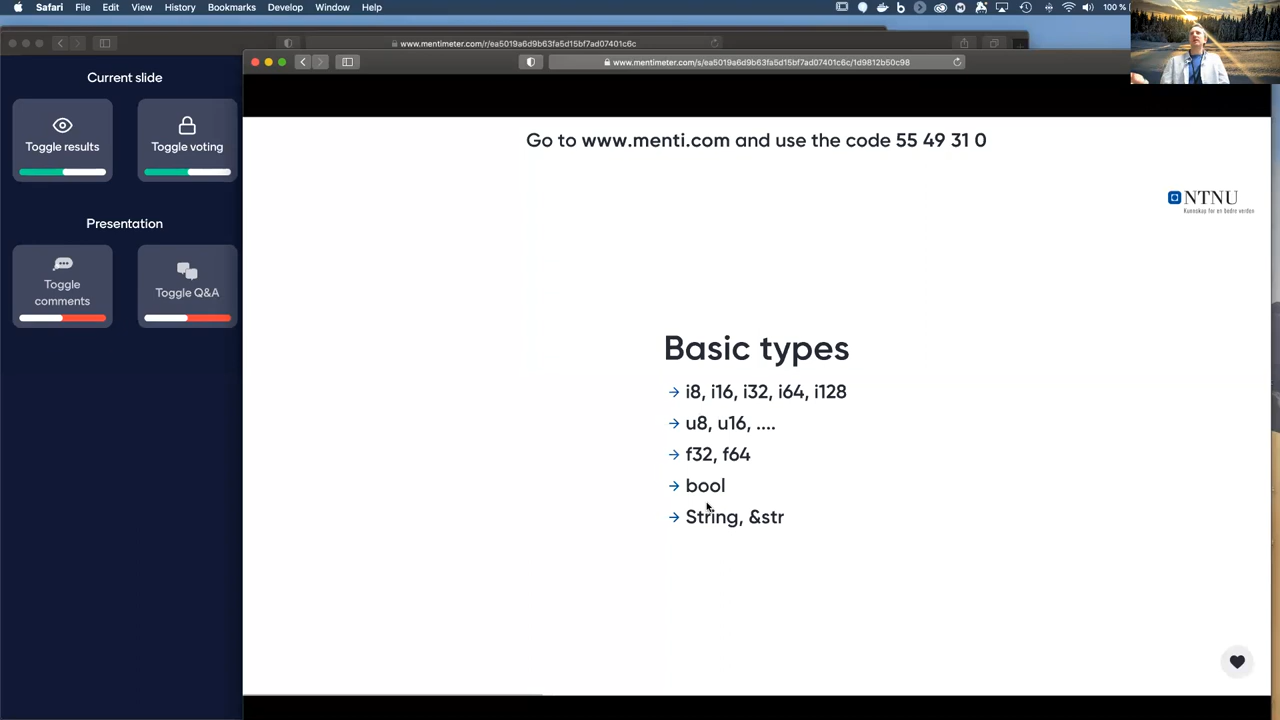 Safari File Edit View History Bookmarks Develop Window Help
100 %
www.mentimeter.com/r/ea5019a6d9b63fa5d15bf7ad07401c6c
www.mentimeter.com/s/ea5019a6d9b63fa5d15bf7ad07401c6c/1d9812b50c98
Current slide
Toggle results
Toggle voting
Presentation
Toggle
comments
Toggle Q&A
Go to www.menti.com and use the code 55 49 31 0
NTNU
Kunnskap for en bedre verden
Basic types
→ i8, i16, i32, i64, i128
→ u8, u16, ....
→ f32, f64
→ bool
→ String, &str